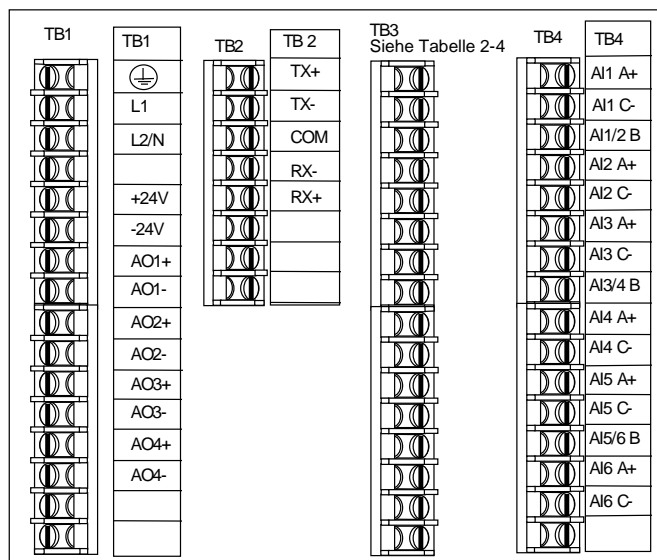 TB1
TB1
L1
L2/N
+24V
-24V
AO1+
AO1-
AO2+
AO2-
AO3+
AO3-
AO4+
AO4-
TB2
TB 2
TX+
TX-
COM
RX-
RX+
TB3
Siehe Tabelle 2-4
TB4
TB4
AI1 A+
AI1 C-
AI1/2 B
AI2 A+
AI2 C-
AI3 A+
AI3 C-
AI3/4 B
AI4 A+
AI4 C-
AI5 A+
AI5 C-
AI5/6 B
AI6 A+
AI6 C-